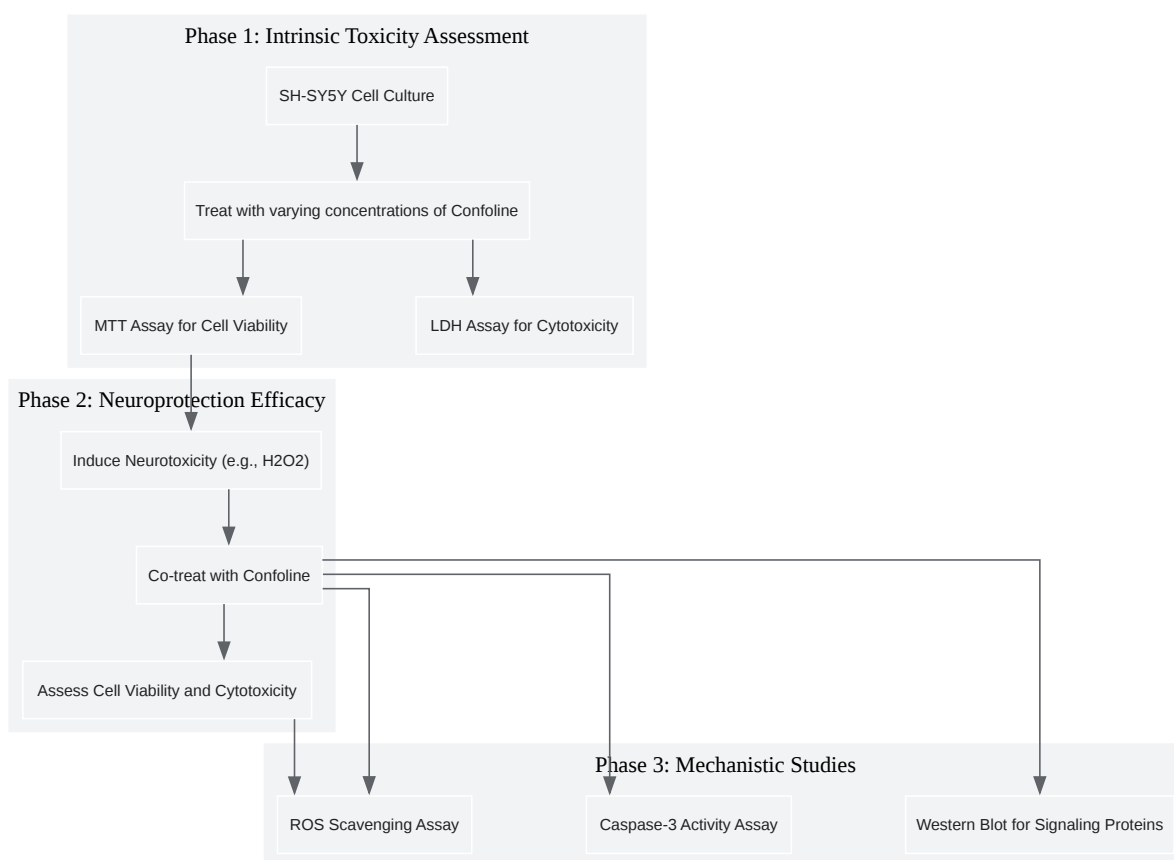 Phase 1: Intrinsic Toxicity Assessment
SH-SY5Y Cell Culture
Treat with varying concentrations of Confoline
MTT Assay for Cell Viability
LDH Assay for Cytotoxicity
Phase 2: Neuroprotection Efficacy
Induce Neurotoxicity (e.g., H2O2)
Co-treat with Confoline
Assess Cell Viability and Cytotoxicity
Phase 3: Mechanistic Studies
ROS Scavenging Assay
Caspase-3 Activity Assay
Western Blot for Signaling Proteins